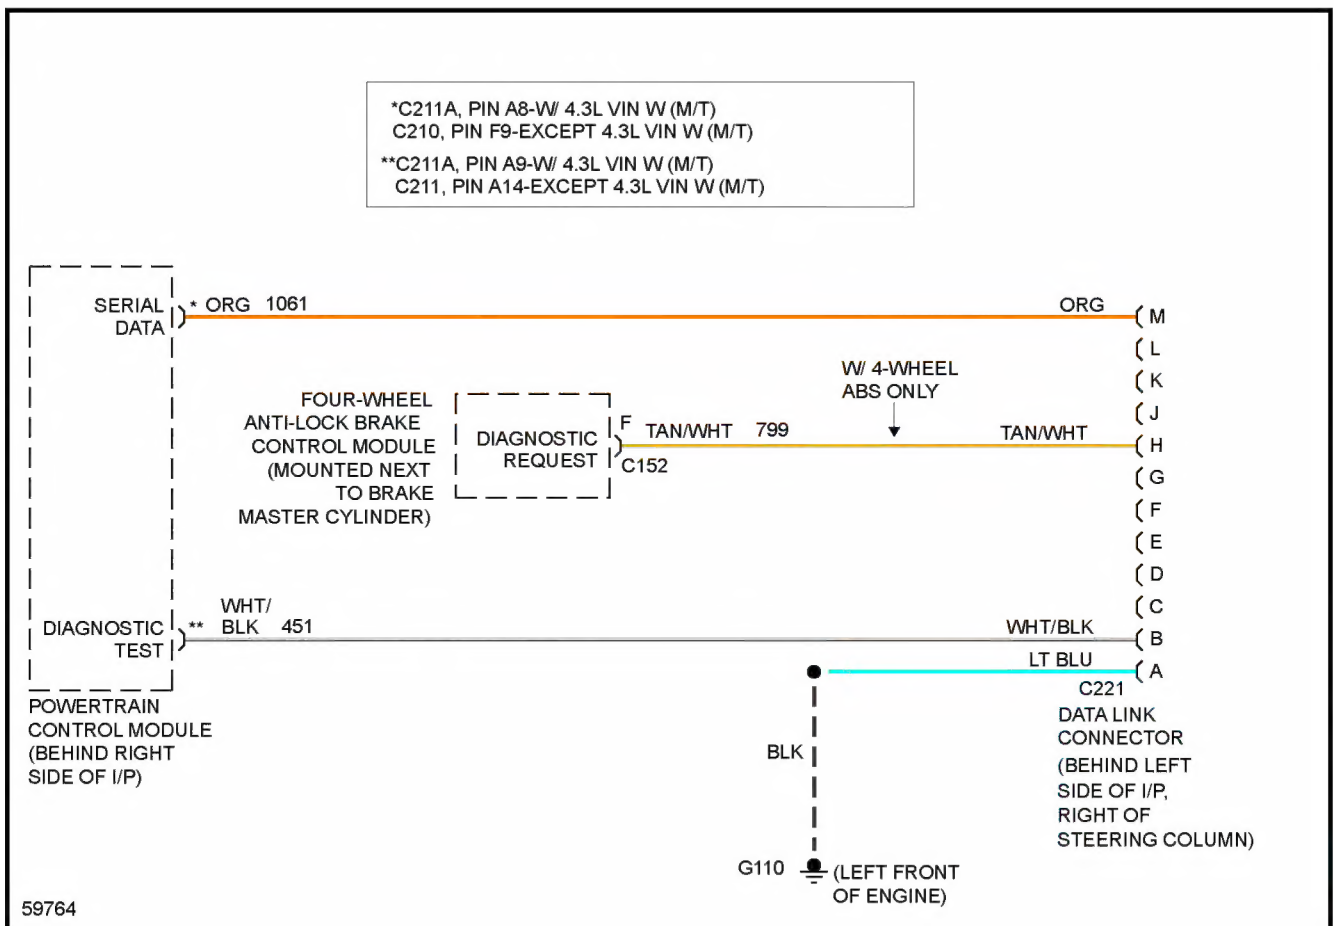 *C211A, PIN A8-W/ 4.3L VIN W (M/T)
C210, PIN F9-EXCEPT 4.3L VIN W (M/T)
**C211A, PIN A9-W/ 4.3L VIN W (M/T)
C211, PIN A14-EXCEPT 4.3L VIN W (M/T)
SERIAL
DATA
* ORG 1061
ORG
M
L
K
J
H
G
F
E
D
C
B
A
W/ 4-WHEEL
ABS ONLY
FOUR-WHEEL
ANTI-LOCK BRAKE
CONTROL MODULE
(MOUNTED NEXT
TO BRAKE
MASTER CYLINDER)
DIAGNOSTIC
REQUEST
F
TAN/WHT 799
C152
TAN/WHT
DIAGNOSTIC
TEST
**
WHT/
BLK 451
WHT/BLK
LT BLU
C221
POWERTRAIN
CONTROL MODULE
(BEHIND RIGHT
SIDE OF I/P)
DATA LINK
CONNECTOR
(BEHIND LEFT
SIDE OF I/P,
RIGHT OF
STEERING COLUMN)
BLK
G110
(LEFT FRONT
OF ENGINE)
59764